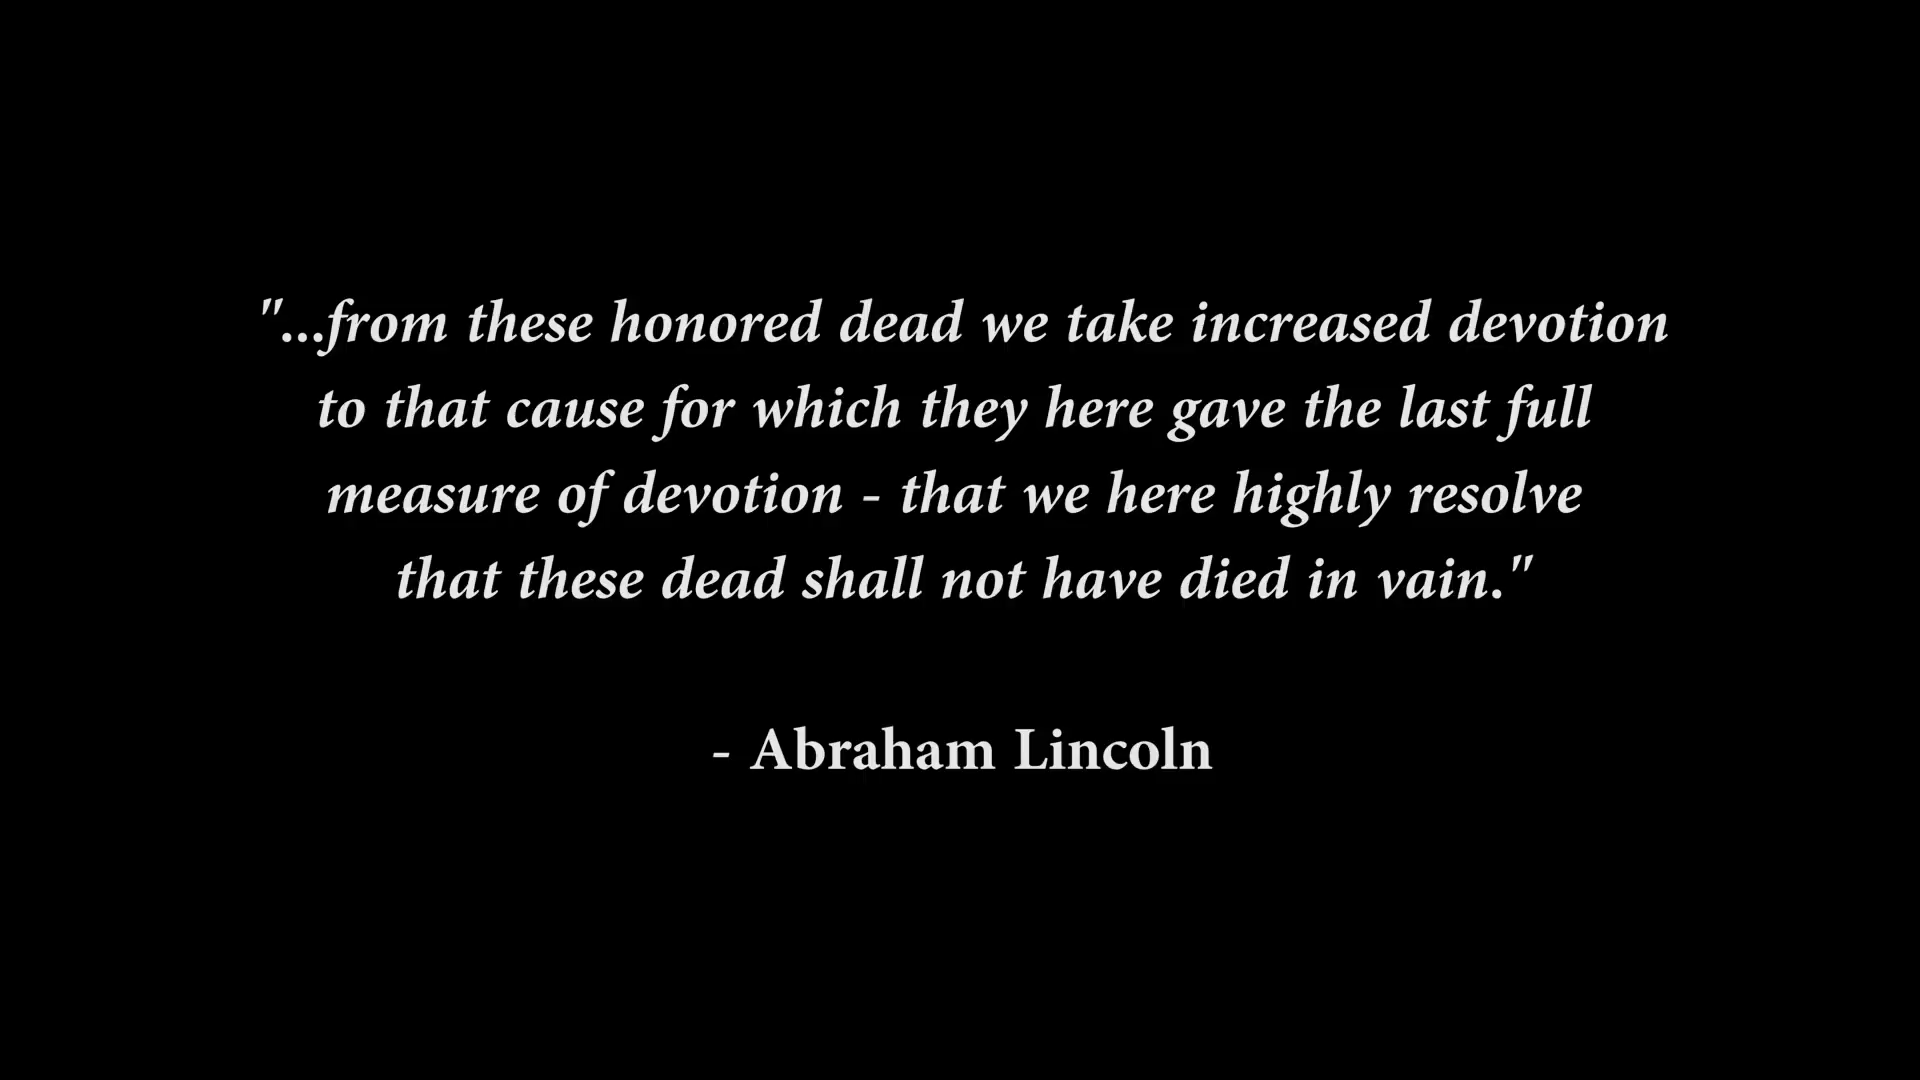 "...from these honored dead we take increased devotion
to that cause for which they here gave the last full
measure of devotion - that we here highly resolve
that these dead shall not have died in vain."
- Abraham Lincoln